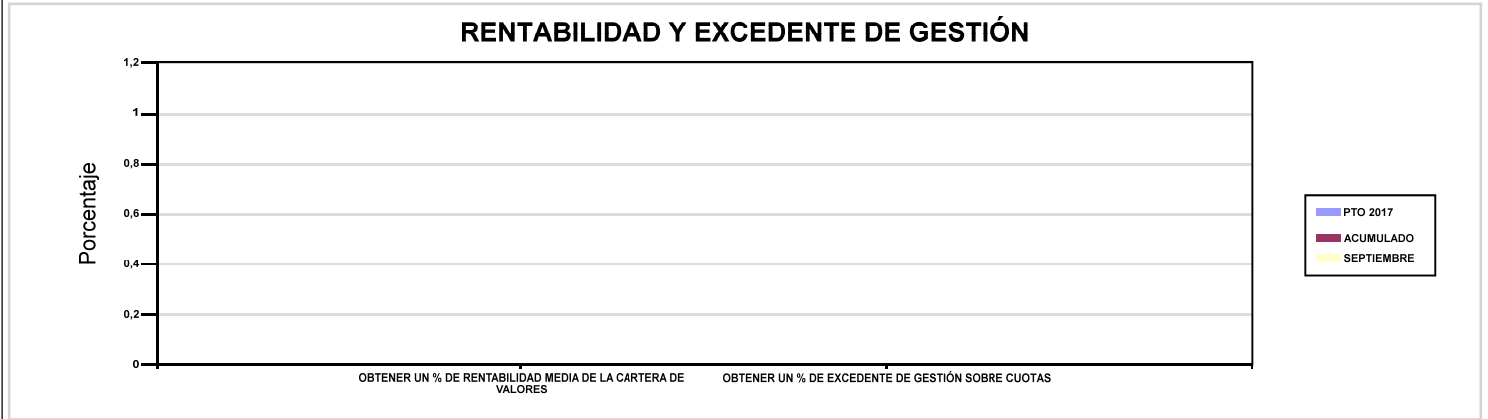 RENTABILIDAD Y EXCEDENTE DE GESTIÓN
Porcentaje
1,2
1
0,8
0,6
0,4
0,2
0
OBTENER UN % DE RENTABILIDAD MEDIA DE LA CARTERA DE
VALORES
OBTENER UN % DE EXCEDENTE DE GESTIÓN SOBRE CUOTAS
PTO 2017
ACUMULADO
SEPTIEMBRE